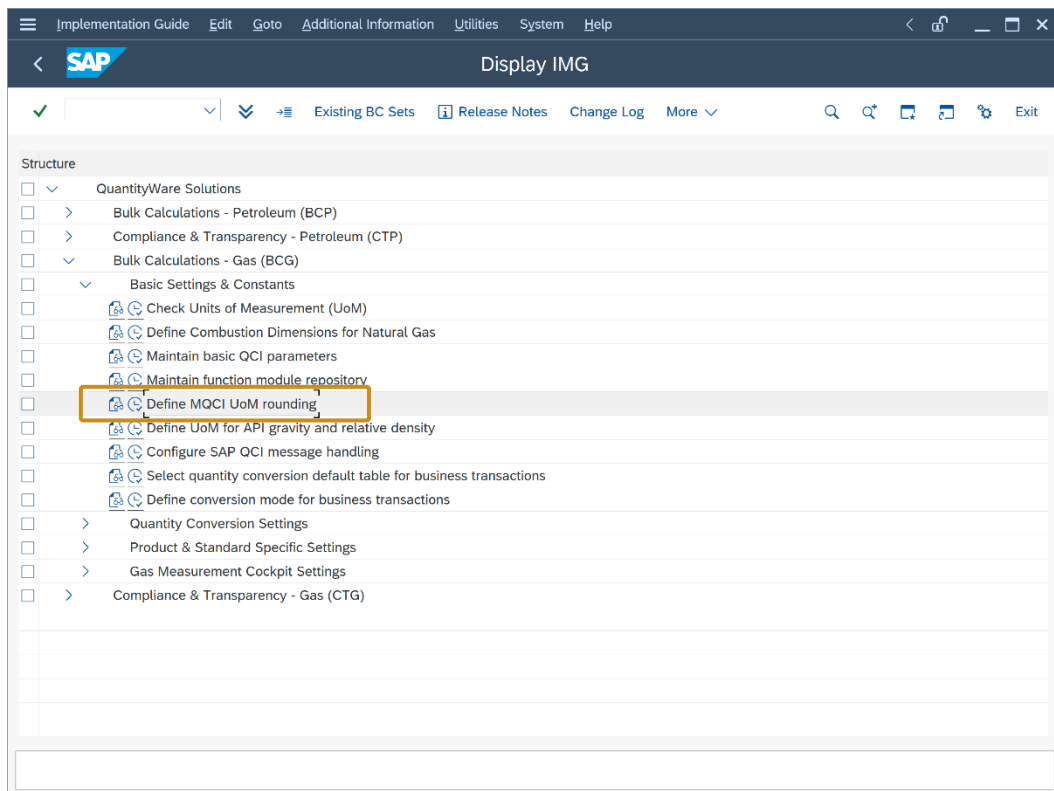 Implementation Guide Edit Goto Additional Information Utilities System Help
SAP Display IMG
Existing BC Sets Release Notes Change Log More Exit
Structure
QuantityWare Solutions
Bulk Calculations - Petroleum (BCP)
Compliance & Transparency - Petroleum (CTP)
Bulk Calculations - Gas (BCG)
Basic Settings & Constants
Check Units of Measurement (UoM)
Define Combustion Dimensions for Natural Gas
Maintain basic QCI parameters
Maintain function module repository
Define MQCI UoM rounding
Define UoM for API gravity and relative density
Configure SAP QCI message handling
Select quantity conversion default table for business transactions
Define conversion mode for business transactions
Quantity Conversion Settings
Product & Standard Specific Settings
Gas Measurement Cockpit Settings
Compliance & Transparency - Gas (CTG)